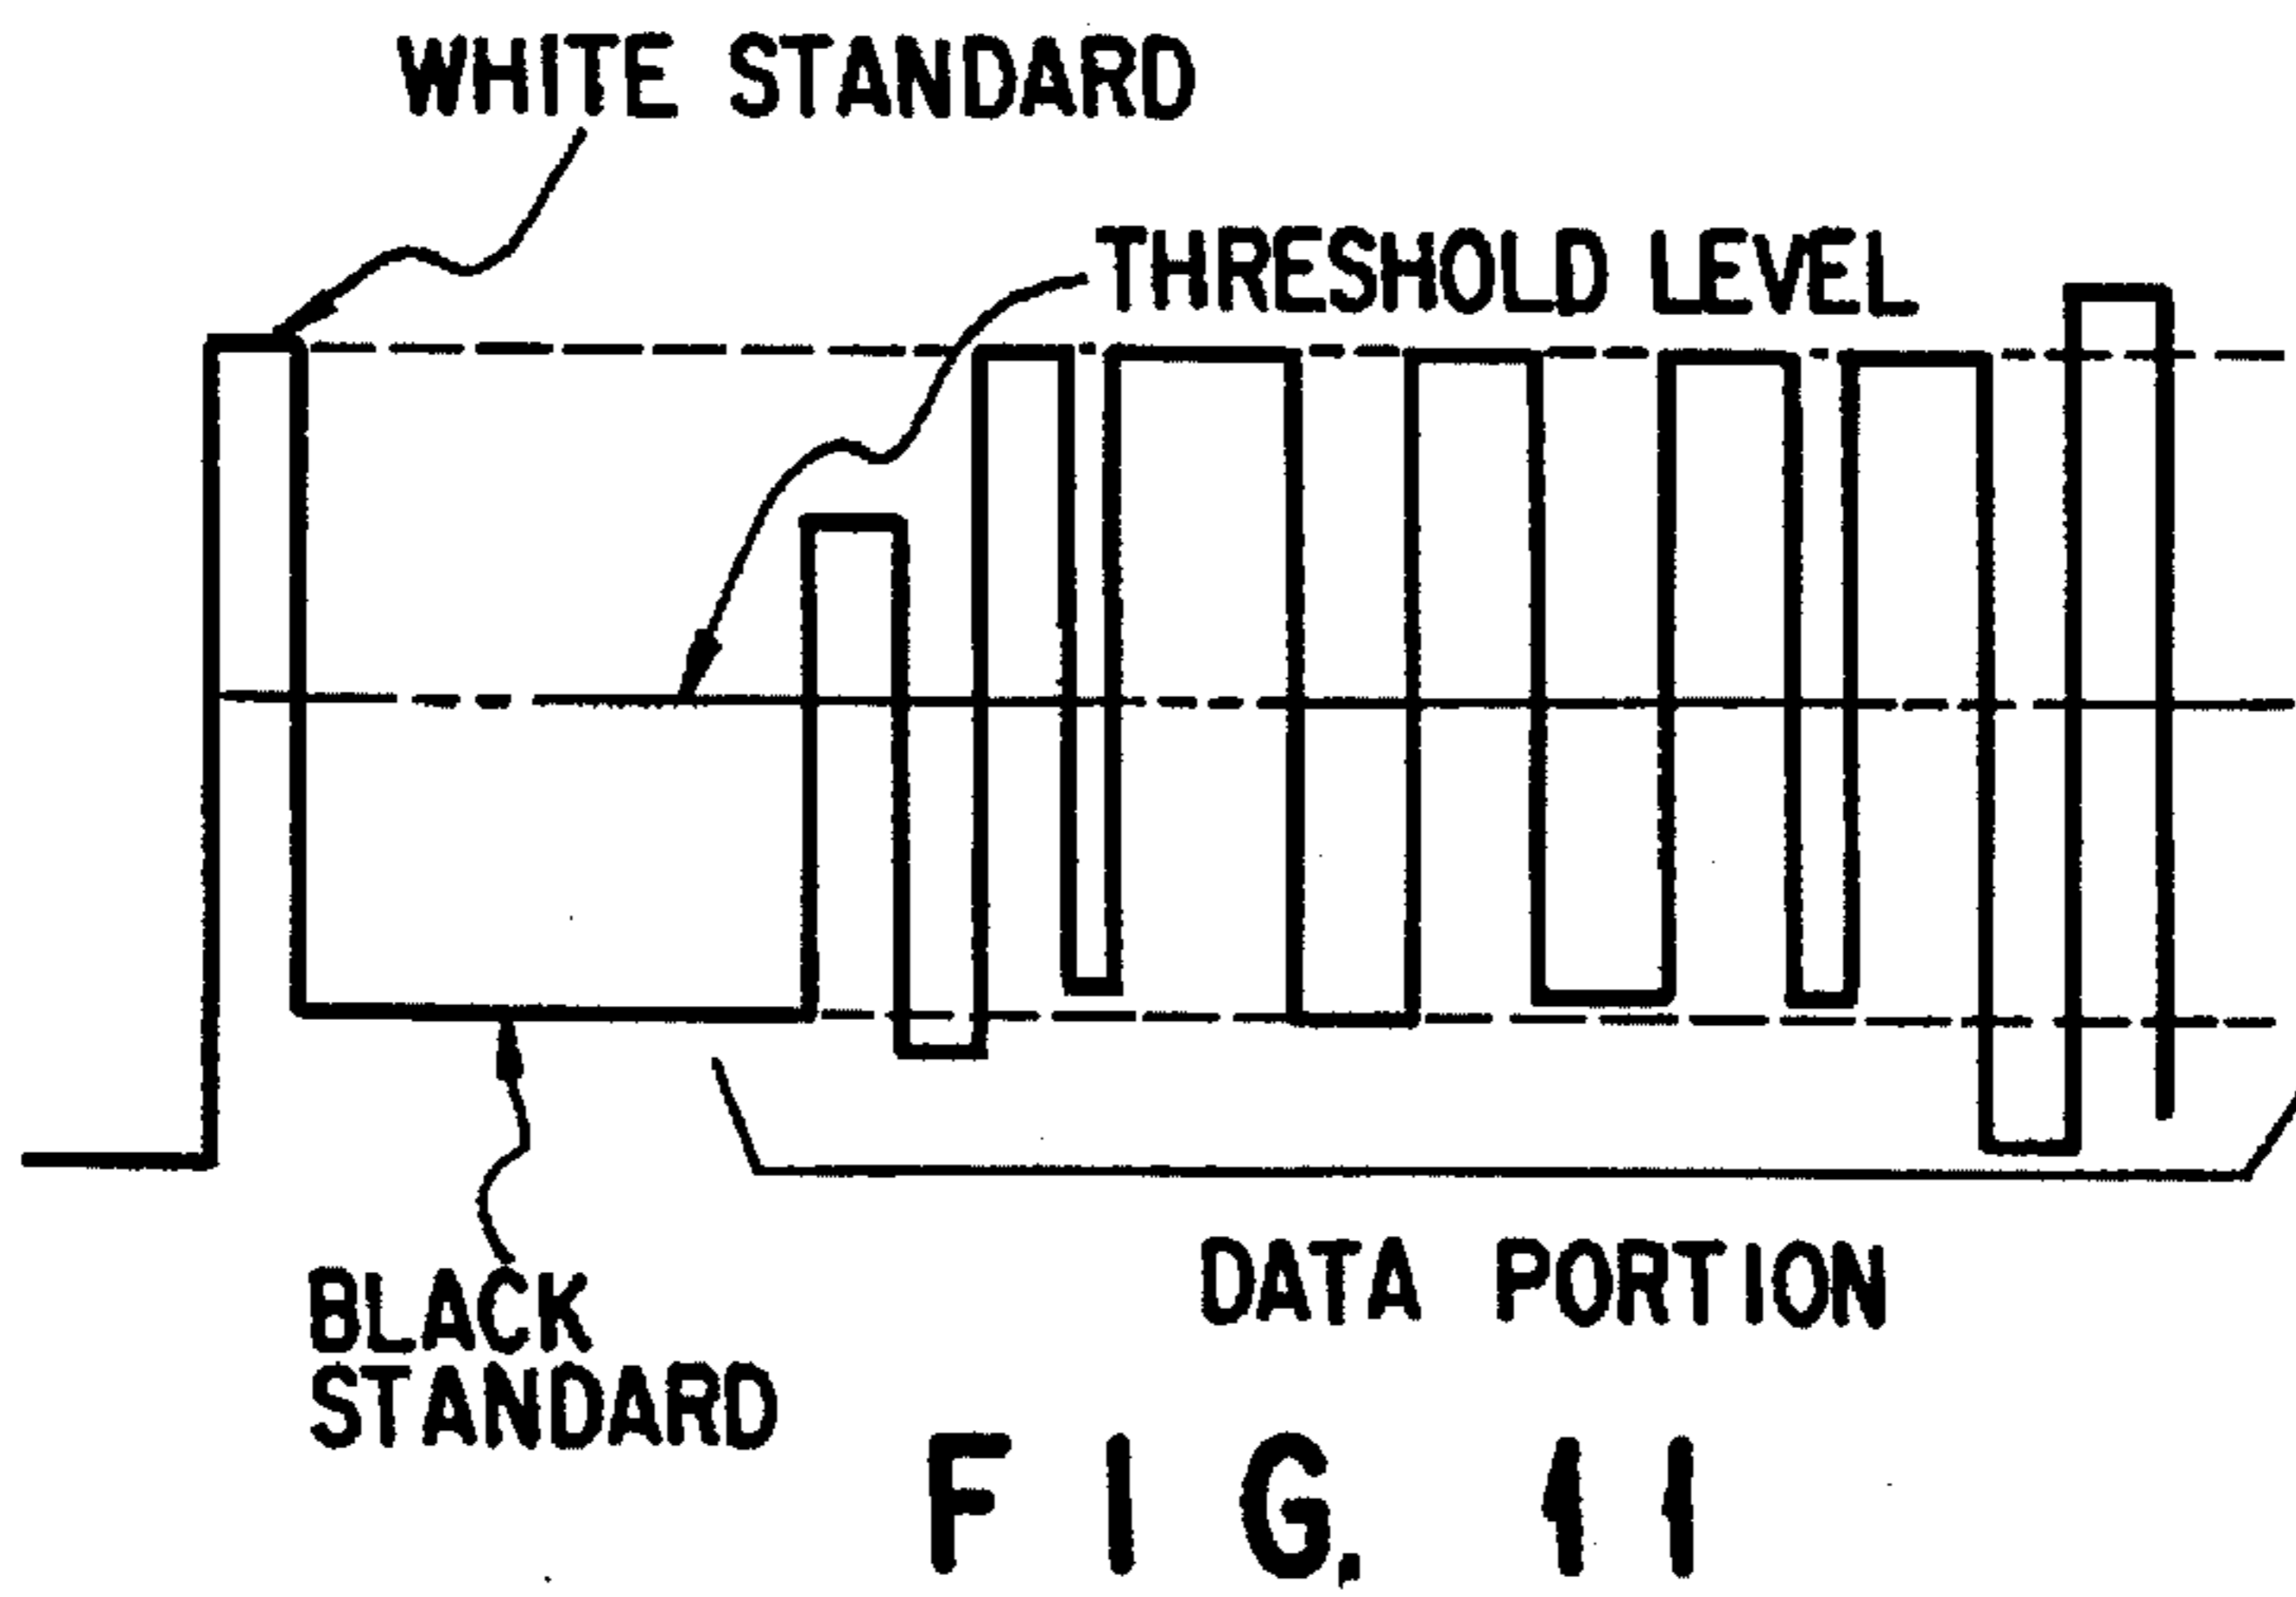 WHITE STANDARD
THRESHOLD LEVEL
DATA PORTION
BLACK
STANDARD
FIG. 11